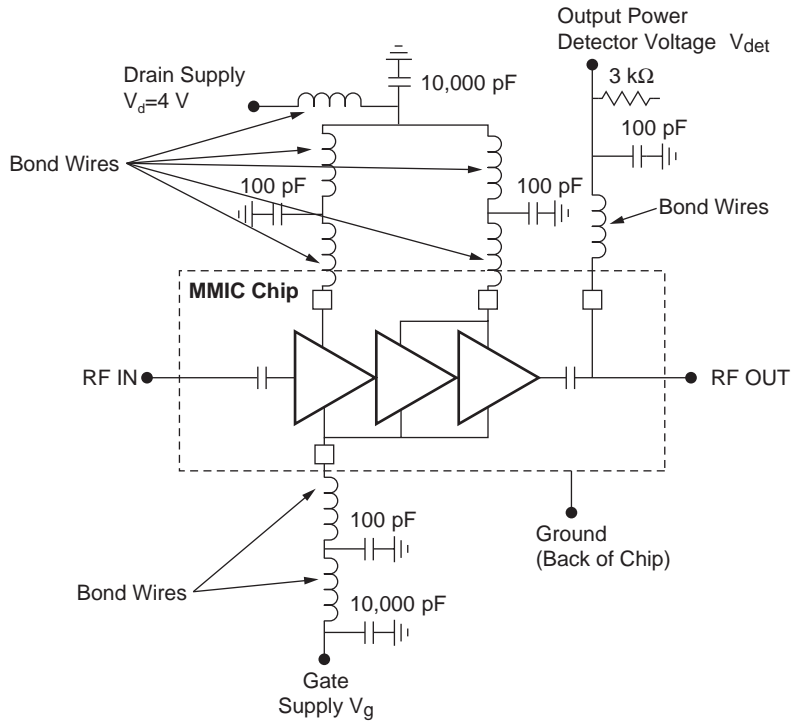 Output Power
Detector Voltage V_det
Drain Supply
V_d=4 V
10,000 pF
3 kΩ
100 pF
Bond Wires
100 pF
100 pF
Bond Wires
MMIC Chip
RF IN
RF OUT
100 pF
Ground
(Back of Chip)
Bond Wires
10,000 pF
Gate
Supply V_g